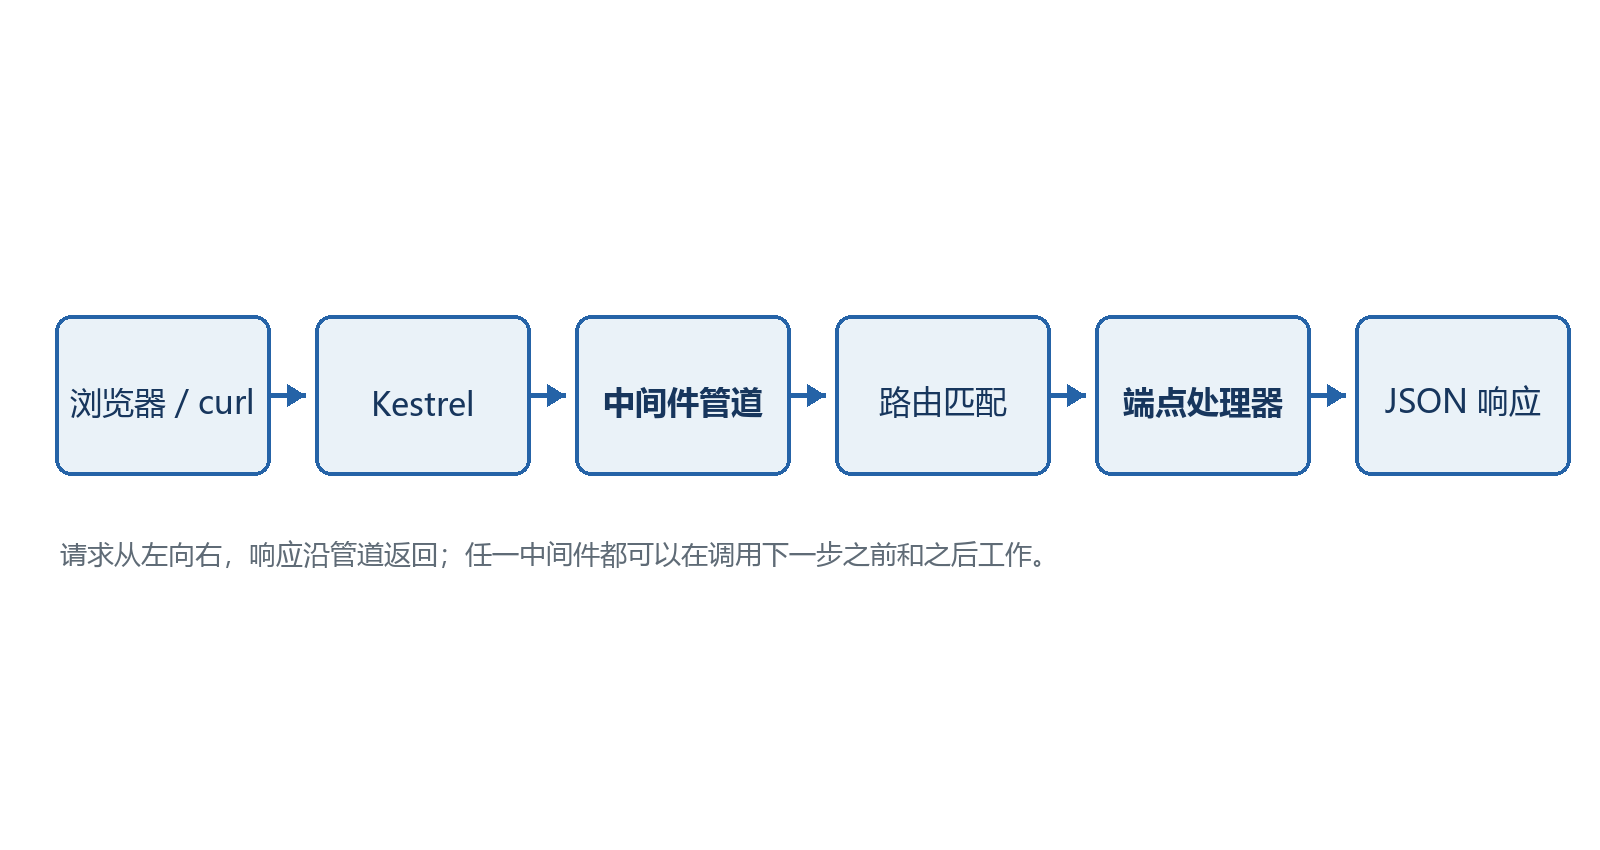 浏览器 / curl
Kestrel
中间件管道
路由匹配
端点处理器
JSON 响应
请求从左向右，响应沿管道返回；任一中间件都可以在调用下一步之前和之后工作。